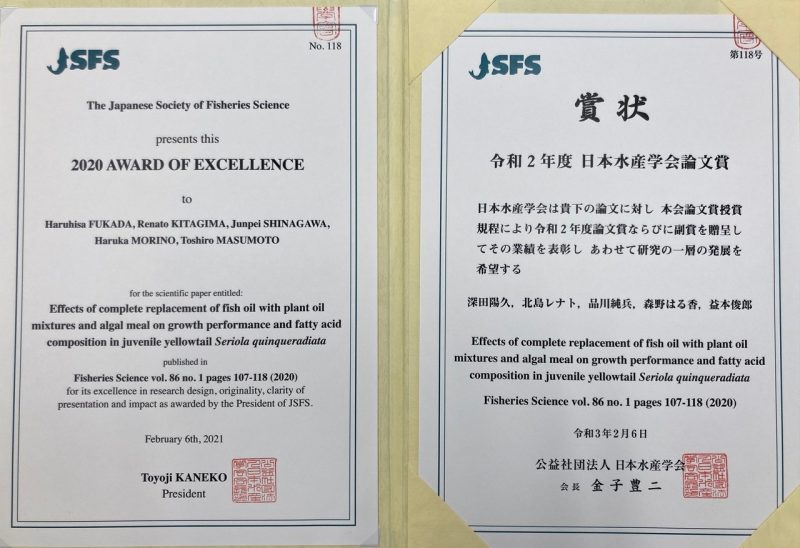 No. 118
JSFS
The Japanese Society of Fisheries Science
presents this
2020 AWARD OF EXCELLENCE
to
Haruhisa FUKADA, Renato KITAGIMA, Junpei SHINAGAWA,
Haruka MORINO, Toshiro MASUMOTO
for the scientific paper entitled:
Effects of complete replacement of fish oil with plant oil
mixtures and algal meal on growth performance and fatty acid
composition in juvenile yellowtail Seriola quinqueradiata
published in
Fisheries Science vol. 86 no. 1 pages 107-118 (2020)
for its excellence in research design, originality, clarity of
presentation and impact as awarded by the President of JSFS.
February 6th, 2021
Toyoji KANEKO
President
第118号
JSFS
賞状
令和2年度 日本水産学会論文賞
日本水産学会は貴下の論文に対し 本会論文賞授賞
規程により令和2年度論文賞ならびに副賞を贈呈し
てその業績を表彰し あわせて研究の一層の発展を
希望する
深田陽久，北島レナト，品川純兵，森野はる香，益本俊郎
Effects of complete replacement of fish oil with plant oil
mixtures and algal meal on growth performance and fatty acid
composition in juvenile yellowtail Seriola quinqueradiata
Fisheries Science vol. 86 no. 1 pages 107-118 (2020)
令和3年2月6日
公益社団法人 日本水産学会
会長 金子豊二